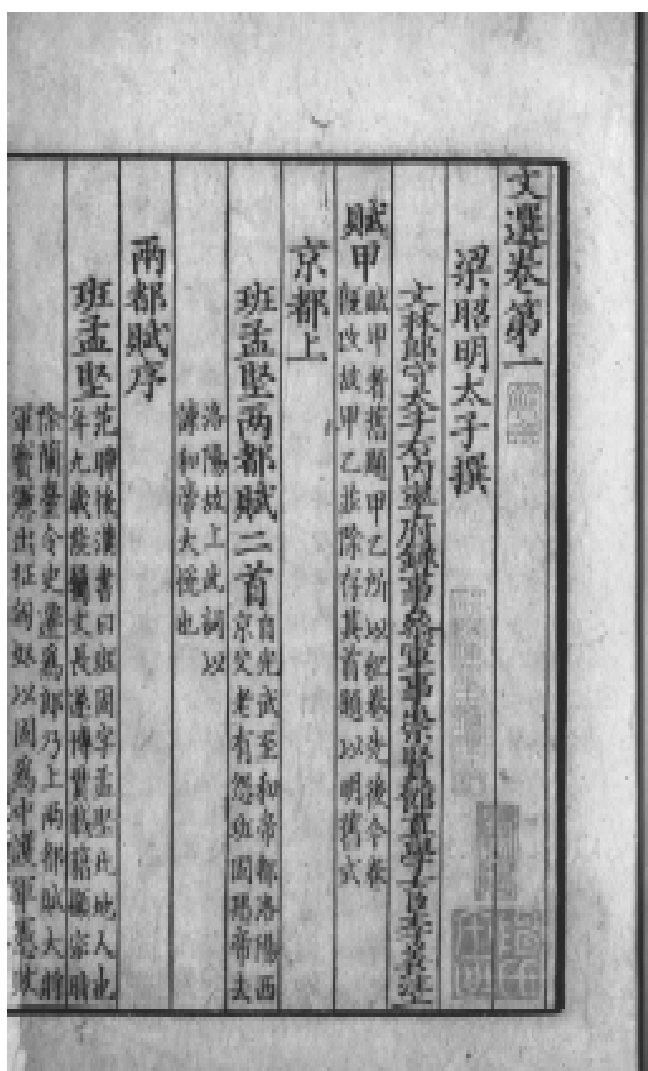 文選卷第一
梁昭明太子撰
文林郎守太子右內率府録事參軍事崇賢館直學士臣李善注
賦甲賦甲者舊題甲乙所以紀卷先後今卷
既改故甲乙並除存其首題以明舊式
京都上
班孟堅兩都賦二首自光武至和帝都洛陽西
京父老有怨班固恐帝去
洛陽故上此詞以
諫和帝大悅也
兩都賦序
班孟堅范曄後漢書曰班固字孟堅北地人也
年九歲能屬文長遂博貫載籍顯宗時
除蘭臺令史遷爲郎乃上兩都賦大將
軍竇憲出征匈奴以固爲中護軍憲敗